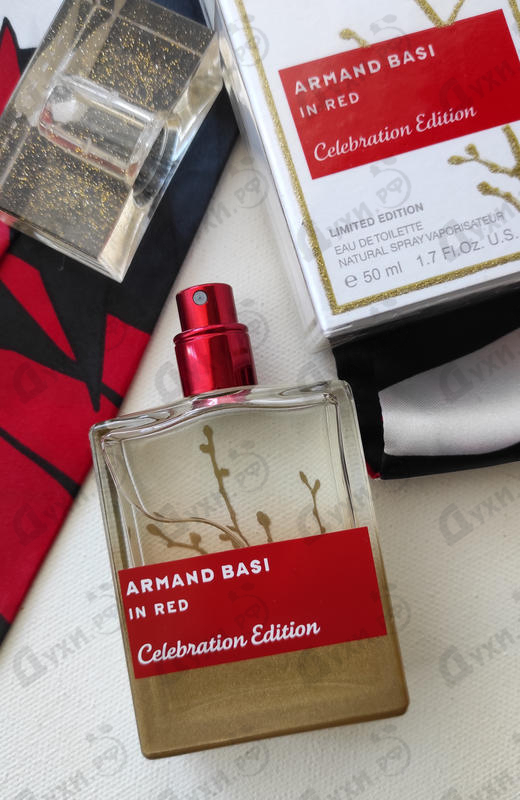 ARMAND BASI
IN RED
Celebration Edition
LIMITED EDITION
EAU DE TOILETTE
NATURAL SPRAY VAPORISATEUR
e 50 ml 1.7 Fl.Oz. U.S.
ARMAND BASI
IN RED
Celebration Edition
Духи.рф